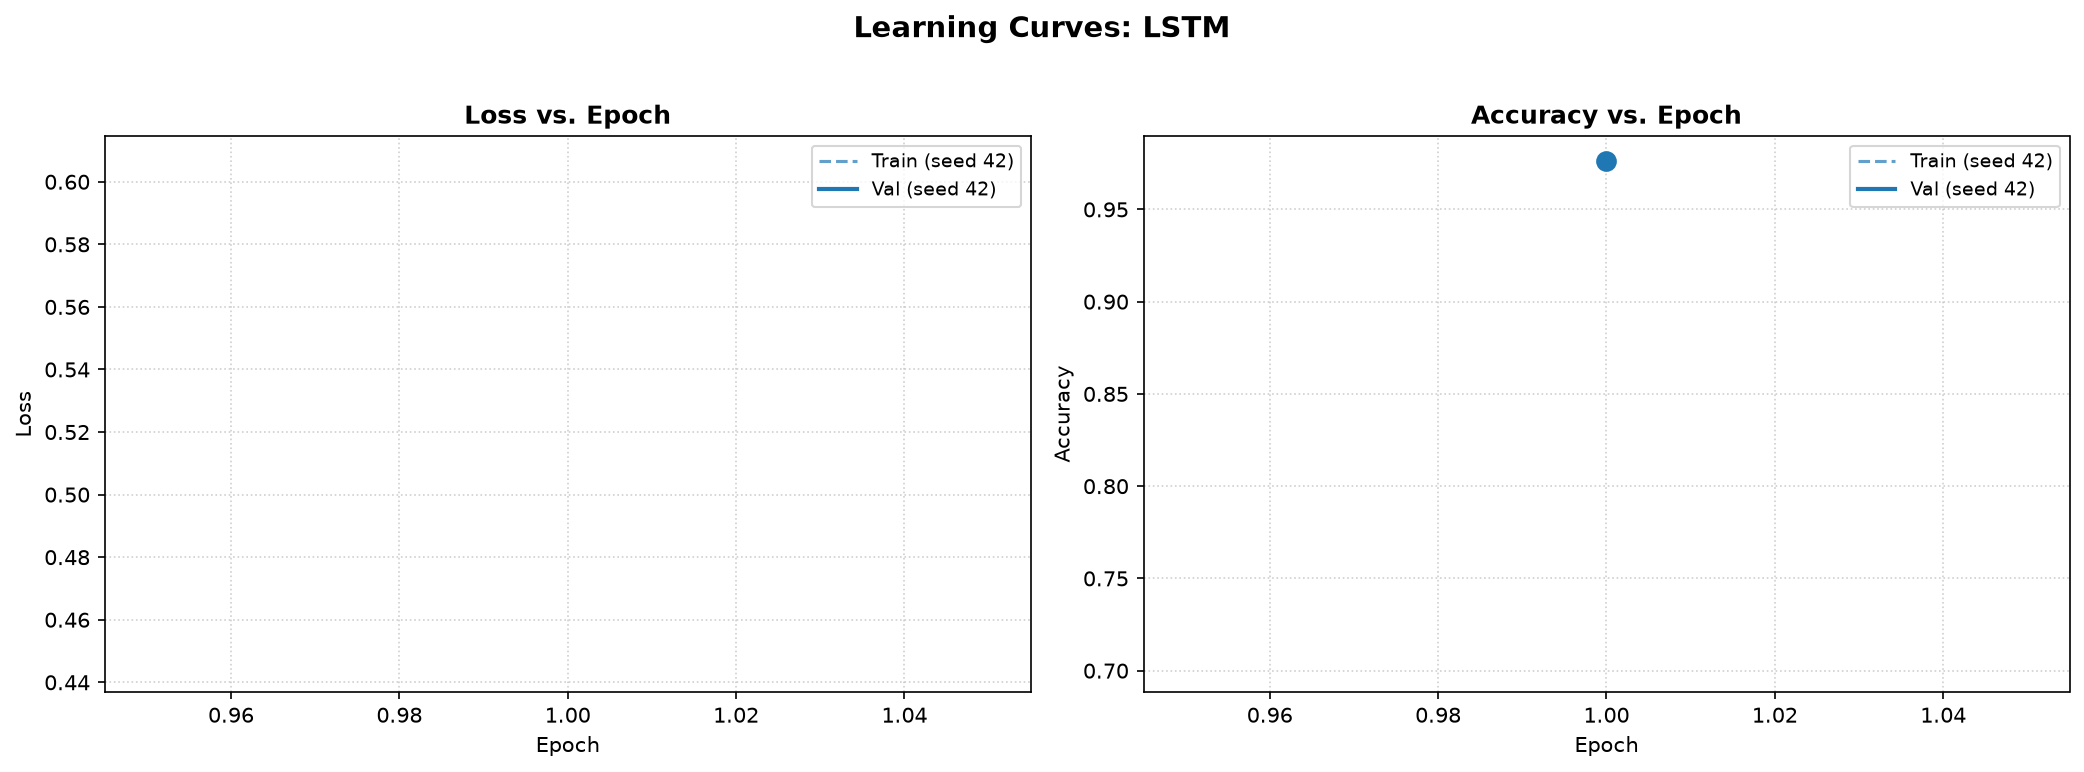 Learning Curves: LSTM
Loss vs. Epoch
Train (seed 42)
Val (seed 42)
Loss
0.60
0.58
0.56
0.54
0.52
0.50
0.48
0.46
0.44
0.96
0.98
1.00
1.02
1.04
Epoch
Accuracy vs. Epoch
Train (seed 42)
Val (seed 42)
Accuracy
0.95
0.90
0.85
0.80
0.75
0.70
0.96
0.98
1.00
1.02
1.04
Epoch